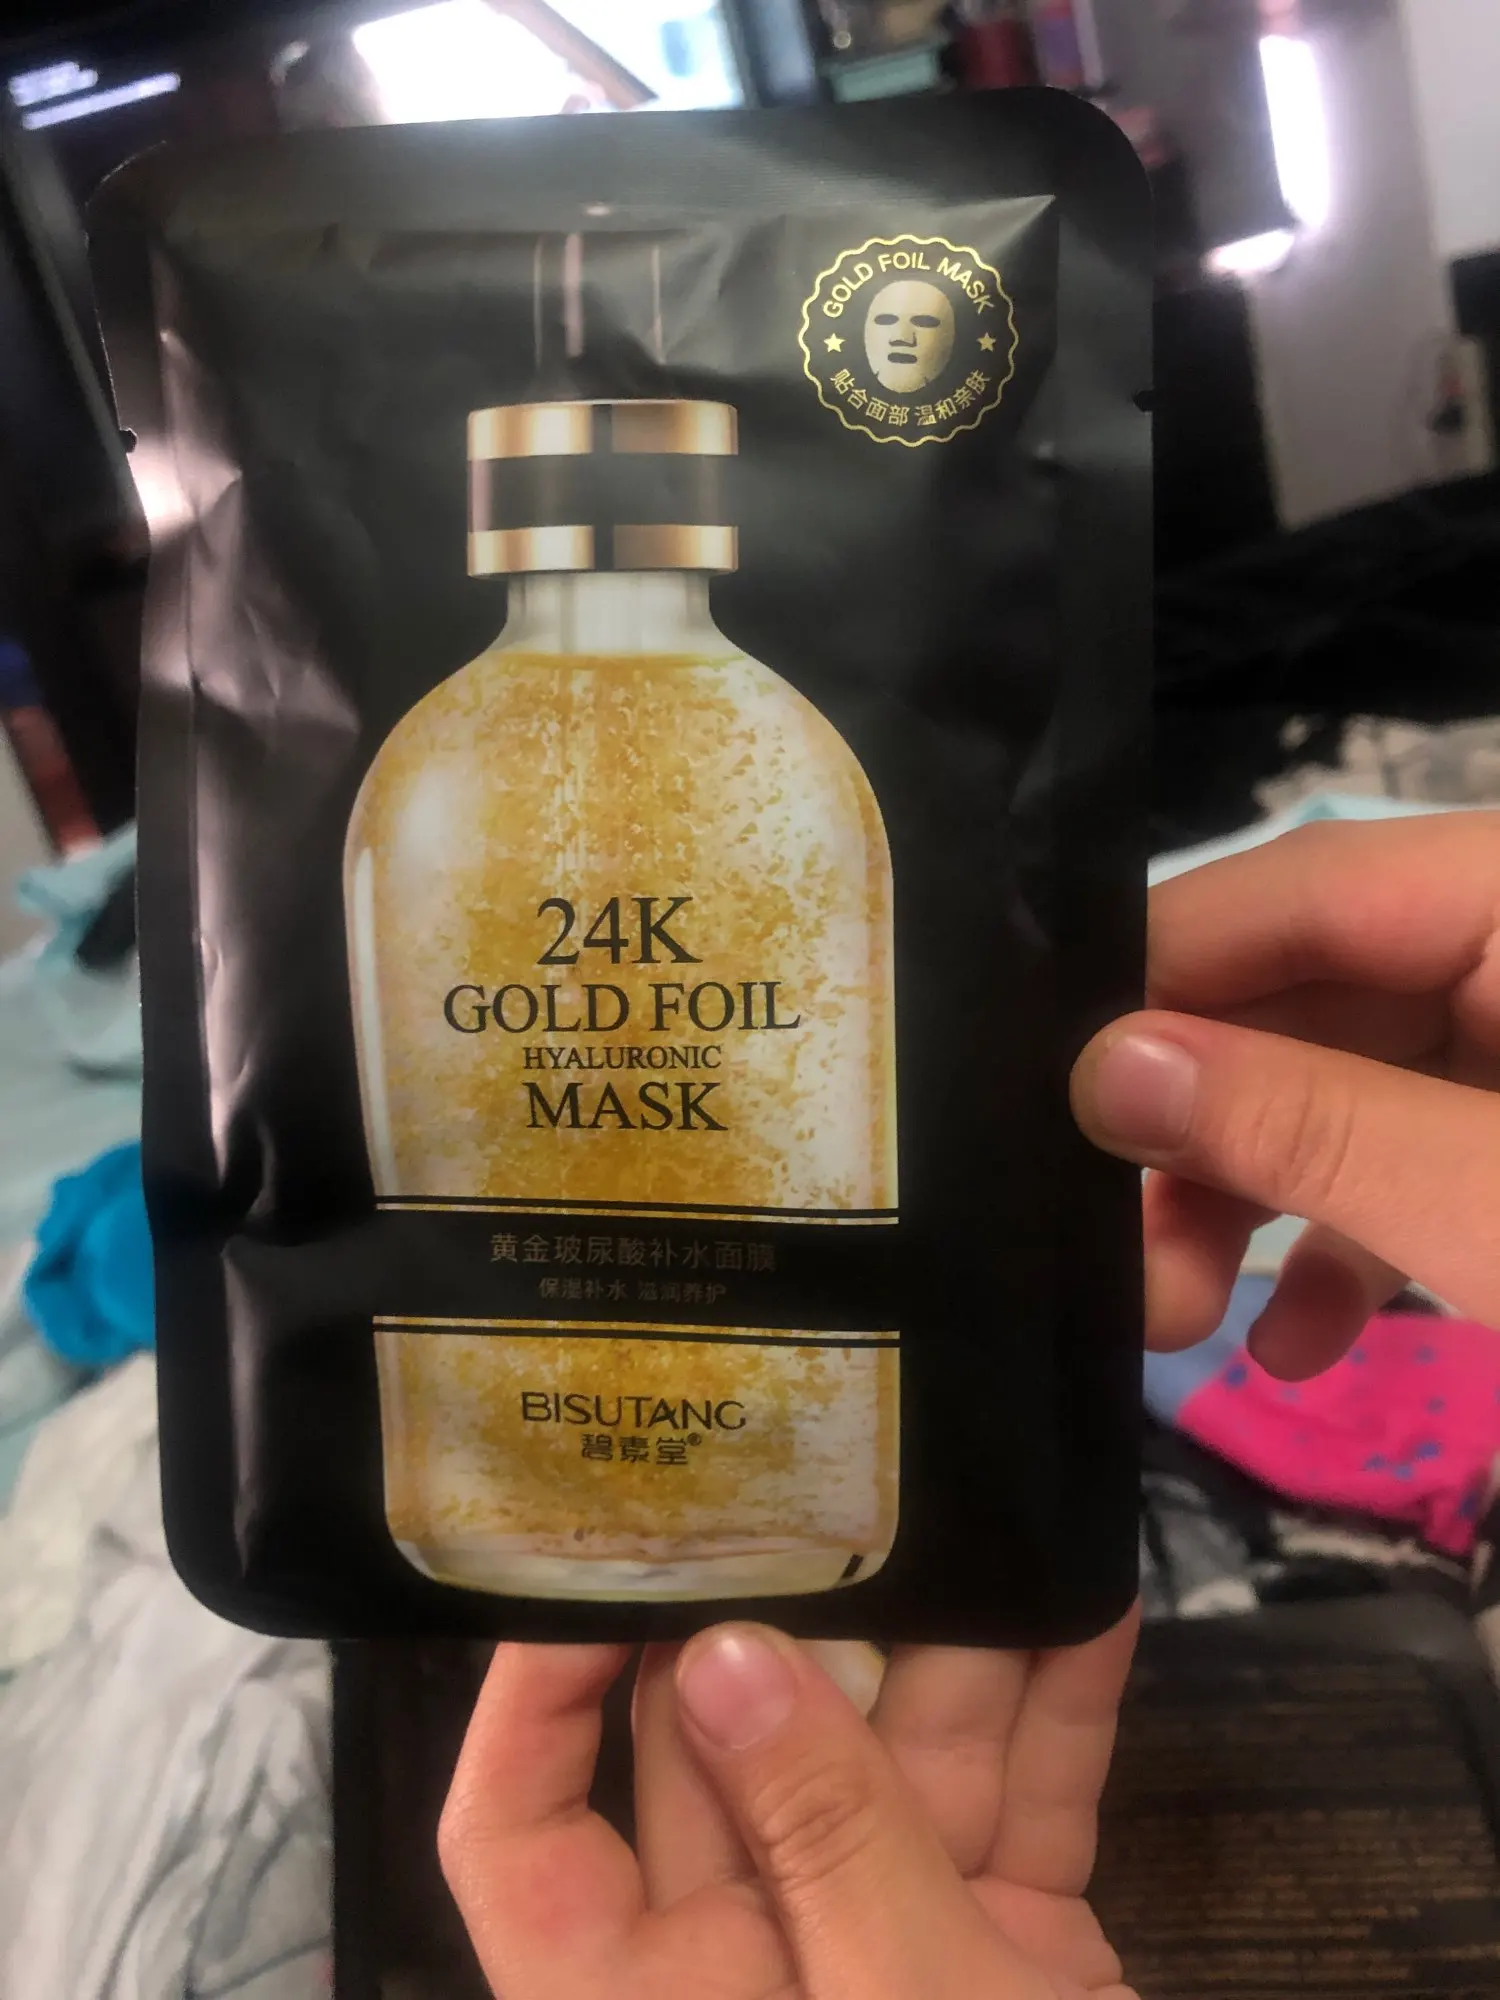 GOLD FOIL MASK
贴合面部 温和亲肤
24K
GOLD FOIL
HYALURONIC
MASK
黄金玻尿酸补水面膜
保湿补水 滋润养护
BISUTANG
碧素堂®